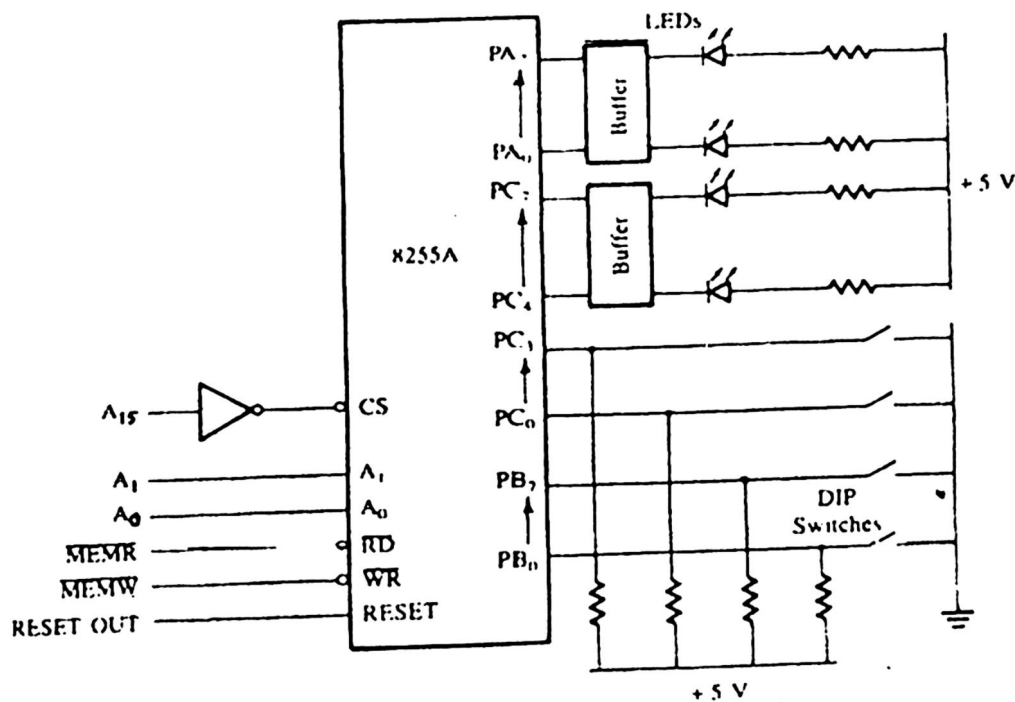 LEDs
PA7
Buffer
PA0
PC7
+ 5 V
8255A
Buffer
PC4
PC3
A15
CS
PC0
A1
A1
PB7
A0
A0
DIP
Switches
MEMR
RD
PB0
MEMW
WR
RESET OUT
RESET
+ 5 V